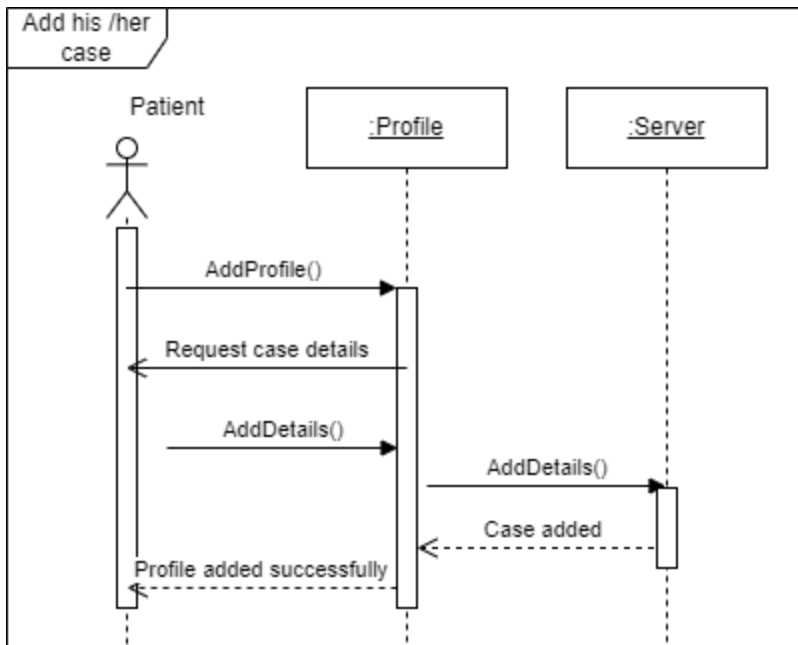 Add his /her
case
Patient
:Profile
:Server
AddProfile()
Request case details
AddDetails()
AddDetails()
Case added
Profile added successfully